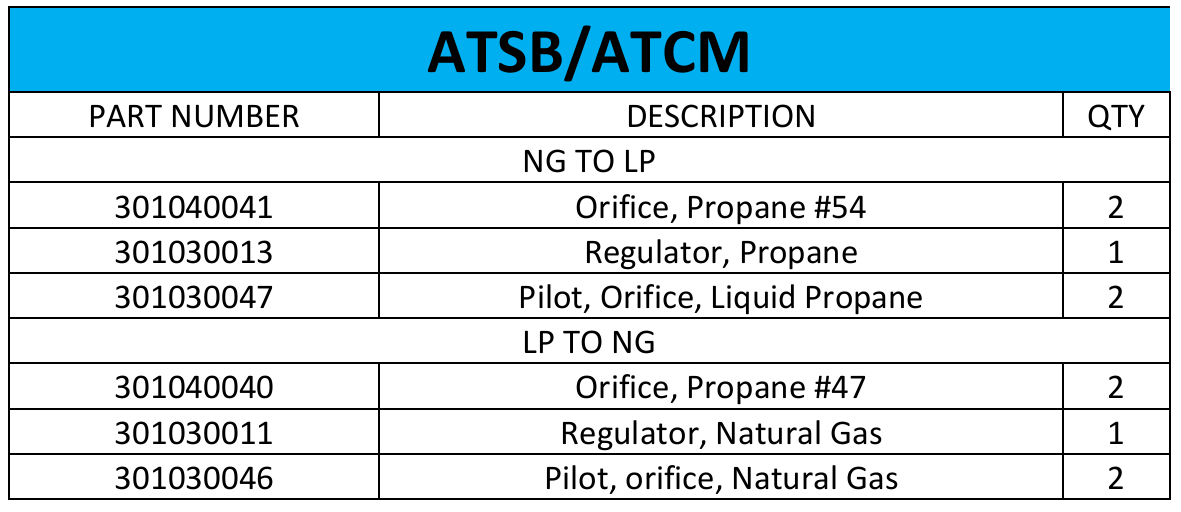 ATSB/ATCM
PART NUMBER DESCRIPTION QTY
NG TO LP
301040041 Orifice, Propane #54 2
301030013 Regulator, Propane 1
301030047 Pilot, Orifice, Liquid Propane 2
LP TO NG
301040040 Orifice, Propane #47 2
301030011 Regulator, Natural Gas 1
301030046 Pilot, orifice, Natural Gas 2